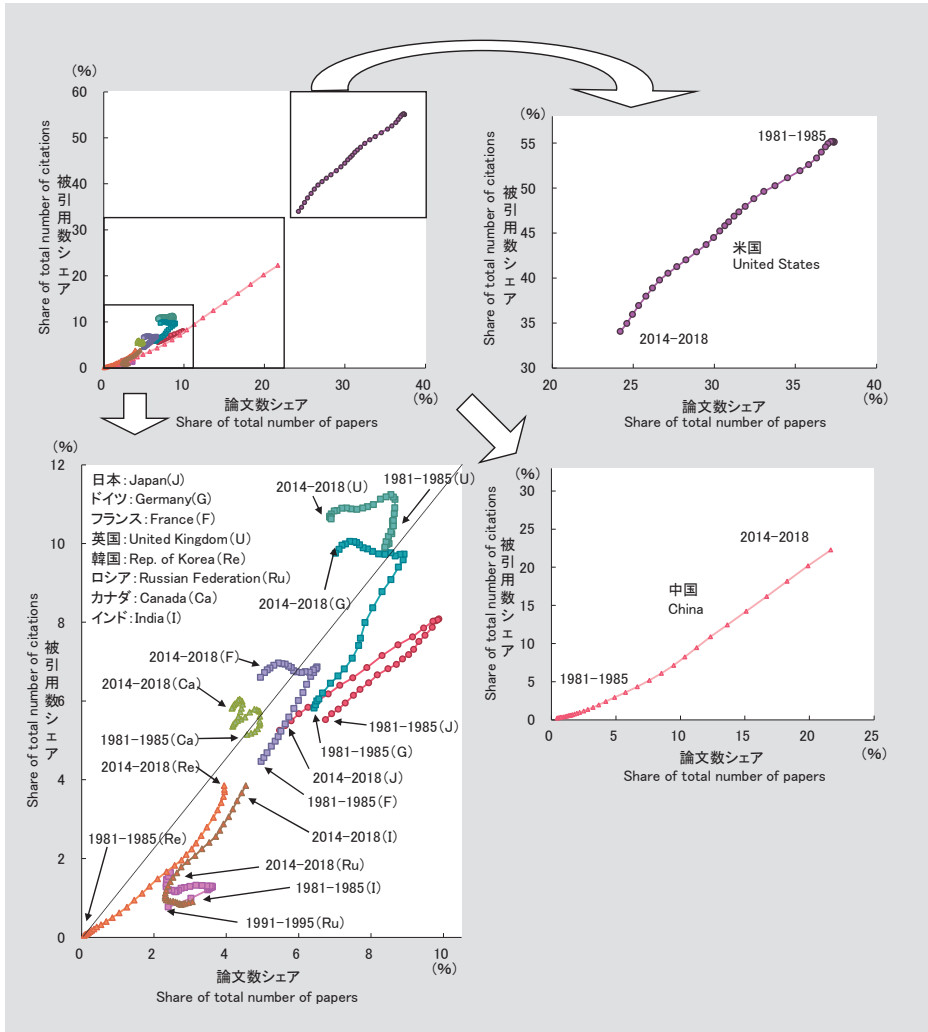 (%)
60
50
40
30
20
10
0
0
10
20
30
40
(%)
被引用数シェア
Share of total number of citations
論文数シェア
Share of total number of papers
(%)
55
50
45
40
35
30
20
25
30
35
40
(%)
1981-1985
米国
United States
2014-2018
被引用数シェア
Share of total number of citations
論文数シェア
Share of total number of papers
(%)
12
10
8
6
4
2
0
0
2
4
6
8
10
(%)
日本:Japan(J)
ドイツ:Germany(G)
フランス:France(F)
英国:United Kingdom(U)
韓国:Rep. of Korea(Re)
ロシア:Russian Federation(Ru)
カナダ:Canada(Ca)
インド:India(I)
2014-2018(U)
1981-1985(U)
2014-2018(G)
2014-2018(F)
2014-2018(Ca)
1981-1985(Ca)
1981-1985(J)
1981-1985(G)
2014-2018(Re)
2014-2018(J)
1981-1985(F)
1981-1985(Re)
2014-2018(I)
2014-2018(Ru)
1981-1985(I)
1991-1995(Ru)
被引用数シェア
Share of total number of citations
論文数シェア
Share of total number of papers
(%)
30
25
20
15
10
5
0
0
5
10
15
20
25
(%)
2014-2018
中国
China
1981-1985
被引用数シェア
Share of total number of citations
論文数シェア
Share of total number of papers